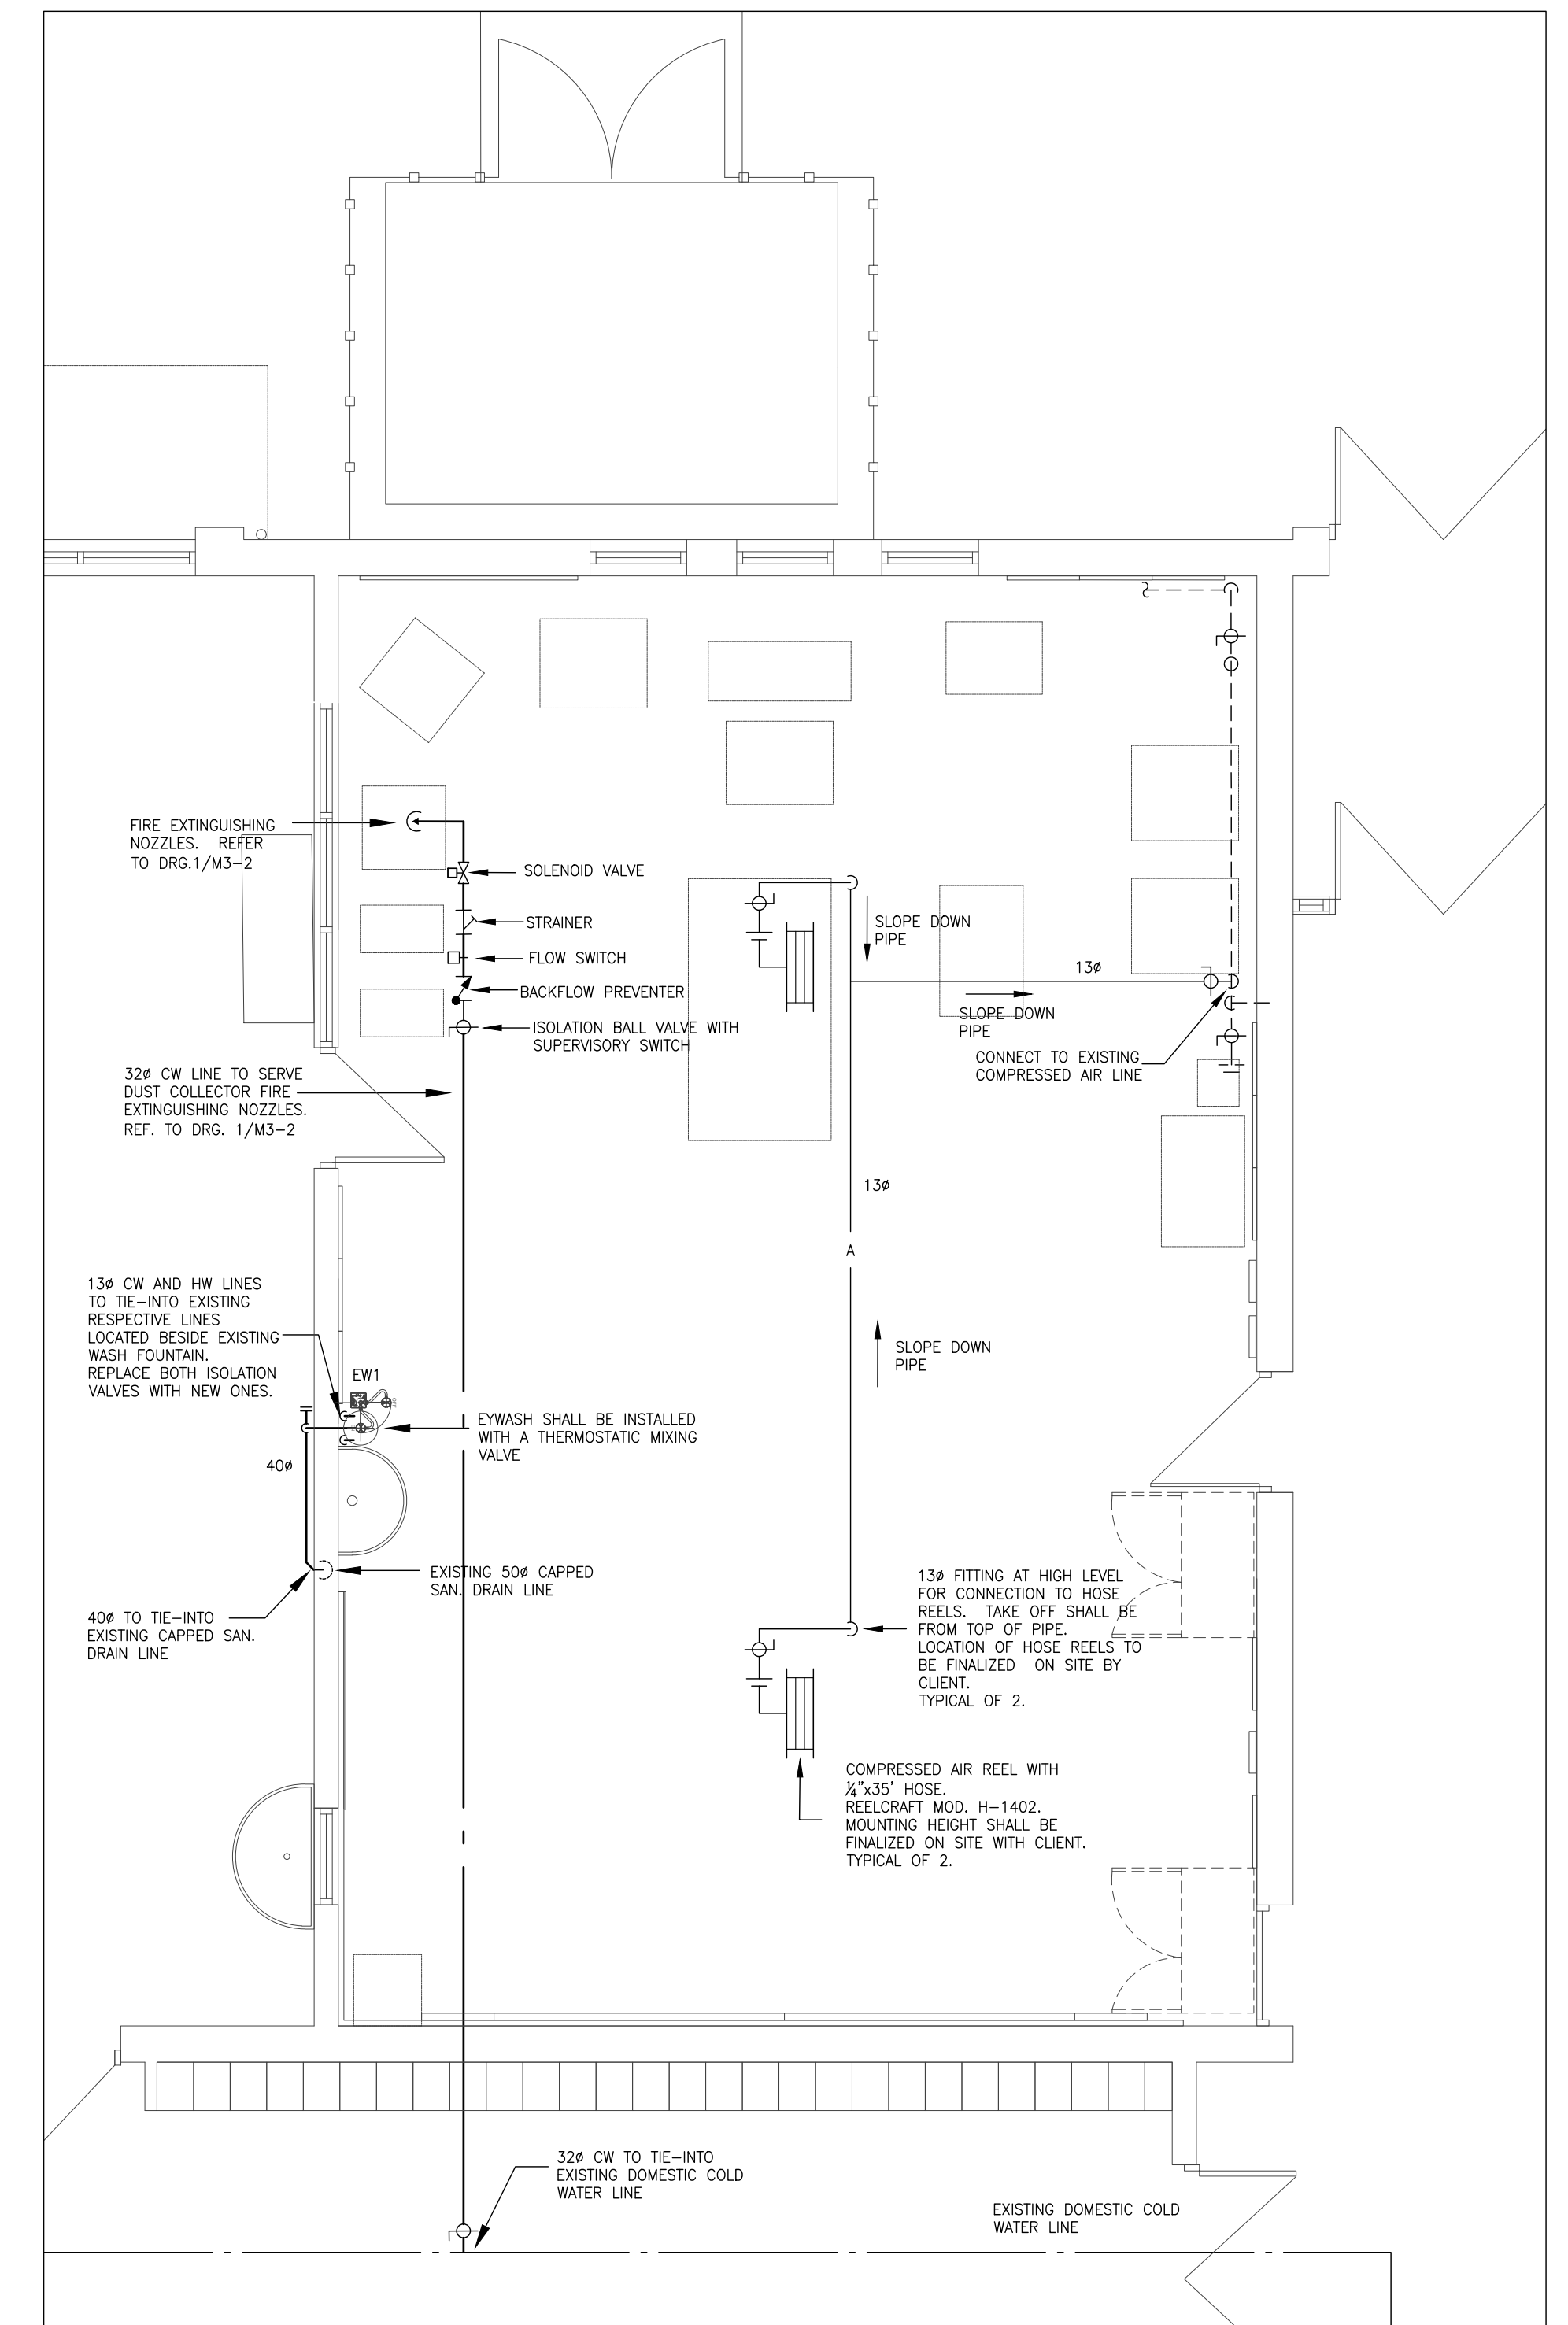 FIRE EXTINGUISHING
NOZZLES. REFER
TO DRG.1/M3-2
SOLENOID VALVE
STRAINER
FLOW SWITCH
BACKFLOW PREVENTER
ISOLATION BALL VALVE WITH
SUPERVISORY SWITCH
SLOPE DOWN
PIPE
13ø
SLOPE DOWN
PIPE
CONNECT TO EXISTING
COMPRESSED AIR LINE
32ø CW LINE TO SERVE
DUST COLLECTOR FIRE
EXTINGUISHING NOZZLES.
REF. TO DRG. 1/M3-2
13ø
A
13ø CW AND HW LINES
TO TIE-INTO EXISTING
RESPECTIVE LINES
LOCATED BESIDE EXISTING
WASH FOUNTAIN.
REPLACE BOTH ISOLATION
VALVES WITH NEW ONES.
SLOPE DOWN
PIPE
EW1
EYWASH SHALL BE INSTALLED
WITH A THERMOSTATIC MIXING
VALVE
40ø
EXISTING 50ø CAPPED
SAN. DRAIN LINE
40ø TO TIE-INTO
EXISTING CAPPED SAN.
DRAIN LINE
13ø FITTING AT HIGH LEVEL
FOR CONNECTION TO HOSE
REELS. TAKE OFF SHALL BE
FROM TOP OF PIPE.
LOCATION OF HOSE REELS TO
BE FINALIZED ON SITE BY
CLIENT.
TYPICAL OF 2.
COMPRESSED AIR REEL WITH
¼"x35' HOSE.
REELCRAFT MOD. H-1402.
MOUNTING HEIGHT SHALL BE
FINALIZED ON SITE WITH CLIENT.
TYPICAL OF 2.
32ø CW TO TIE-INTO
EXISTING DOMESTIC COLD
WATER LINE
EXISTING DOMESTIC COLD
WATER LINE